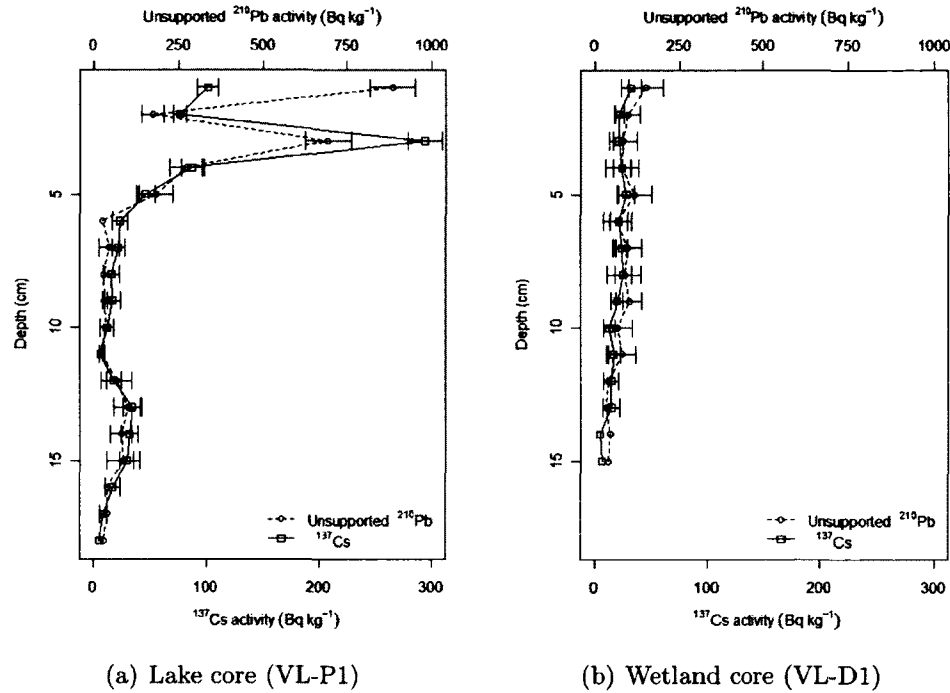 Unsupported ²¹⁰Pb activity (Bq kg⁻¹)
0 250 500 750 1000
Depth (cm)
5
10
15
Unsupported ²¹⁰Pb
¹³⁷Cs
0 100 200 300
¹³⁷Cs activity (Bq kg⁻¹)
(a) Lake core (VL-P1)
Unsupported ²¹⁰Pb activity (Bq kg⁻¹)
0 250 500 750 1000
Depth (cm)
5
10
15
Unsupported ²¹⁰Pb
¹³⁷Cs
0 100 200 300
¹³⁷Cs activity (Bq kg⁻¹)
(b) Wetland core (VL-D1)